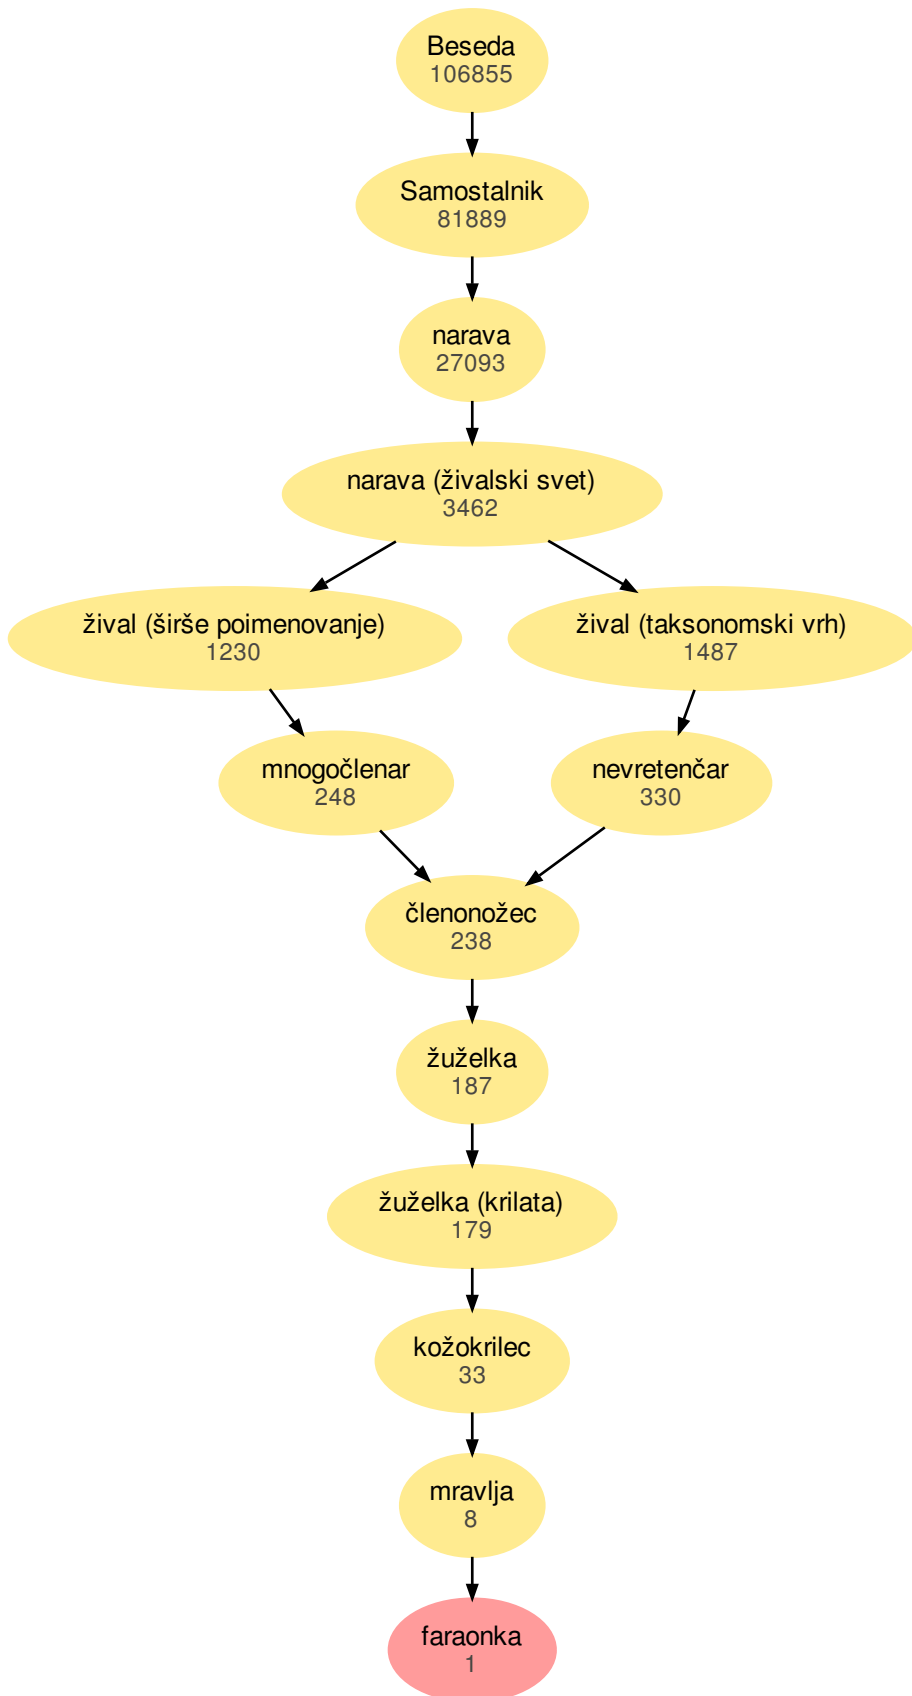 Beseda
106855
Samostalnik
81889
narava
27093
narava (živalski svet)
3462
žival (širše poimenovanje)
1230
žival (taksonomski vrh)
1487
mnogočlenar
248
nevretenčar
330
členonožec
238
žuželka
187
žuželka (krilata)
179
kožokrilec
33
mravlja
8
faraonka
1